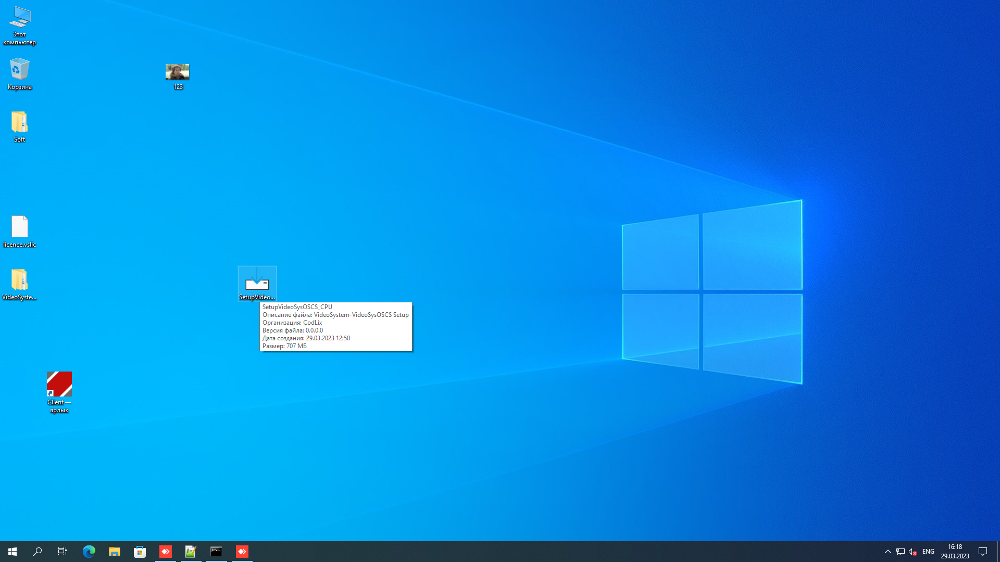 Этот
компьютер
Корзина
123
Soft
licence.vslic
VideoSyste...
SetupVideo...
SetupVideoSysOSCS_CPU
Описание файла: VideoSystem-VideoSysOSCS Setup
Организация: CodLix
Версия файла: 0.0.0.0
Дата создания: 29.03.2023 12:50
Размер: 707 МБ
Client —
ярлык
ENG
16:18
29.03.2023